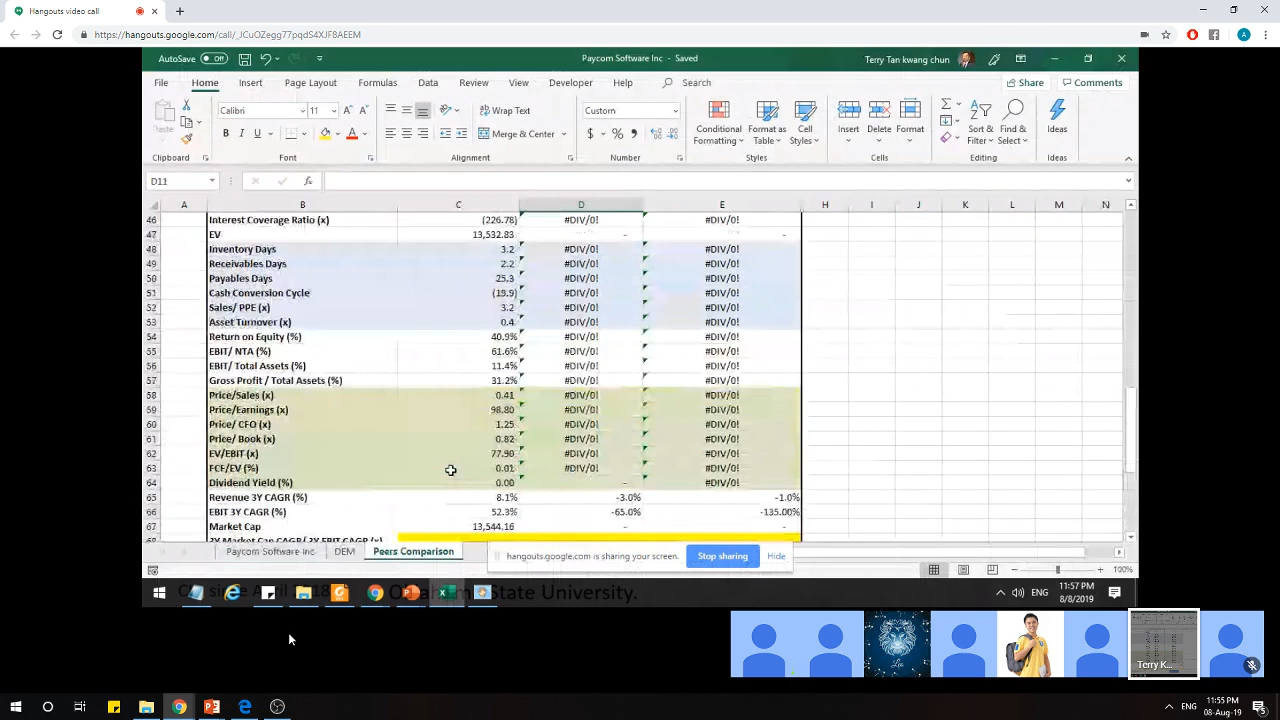 Hangouts video call
https://hangouts.google.com/call/_JCuOZegg77pqdS4XJF8AEEM
A
AutoSave Off
Paycom Software Inc - Saved
Terry Tan kwang chun
File Home Insert Page Layout Formulas Data Review View Developer Help Search Share Comments
Calibri 11 Wrap Text Custom
B I U Merge & Center $ % , Conditional Formatting Format as Table Cell Styles Insert Delete Format Sort & Filter Find & Select Ideas
Clipboard Font Alignment Number Styles Cells Editing Ideas
D11
A B C D E H I J K L M N
46 Interest Coverage Ratio (x) (226.78) #DIV/0! #DIV/0!
47 EV 13,532.83 - -
48 Inventory Days 3.2 #DIV/0! #DIV/0!
49 Receivables Days 2.2 #DIV/0! #DIV/0!
50 Payables Days 25.3 #DIV/0! #DIV/0!
51 Cash Conversion Cycle (19.9) #DIV/0! #DIV/0!
52 Sales/ PPE (x) 3.2 #DIV/0! #DIV/0!
53 Asset Turnover (x) 0.4 #DIV/0! #DIV/0!
54 Return on Equity (%) 40.9% #DIV/0! #DIV/0!
55 EBIT/ NTA (%) 61.6% #DIV/0! #DIV/0!
56 EBIT/ Total Assets (%) 11.4% #DIV/0! #DIV/0!
57 Gross Profit / Total Assets (%) 31.2% #DIV/0! #DIV/0!
58 Price/Sales (x) 0.41 #DIV/0! #DIV/0!
59 Price/Earnings (x) 98.80 #DIV/0! #DIV/0!
60 Price/ CFO (x) 1.25 #DIV/0! #DIV/0!
61 Price/ Book (x) 0.82 #DIV/0! #DIV/0!
62 EV/EBIT (x) 77.90 #DIV/0! #DIV/0!
63 FCF/EV (%) 0.01 #DIV/0! #DIV/0!
64 Dividend Yield (%) 0.00 - #DIV/0!
65 Revenue 3Y CAGR (%) 8.1% -3.0% -1.0%
66 EBIT 3Y CAGR (%) 52.3% -65.0% -135.00%
67 Market Cap 13,544.16 - -
68 3Y Market Cap CAGR/ 3Y EBIT CAGR (x)
Paycom Software Inc DEM Peers Comparison
hangouts.google.com is sharing your screen. Stop sharing Hide
100%
since April State University.
ENG 11:57 PM
8/8/2019
Leo
Terry K...
ENG 11:55 PM
08-Aug-19
5